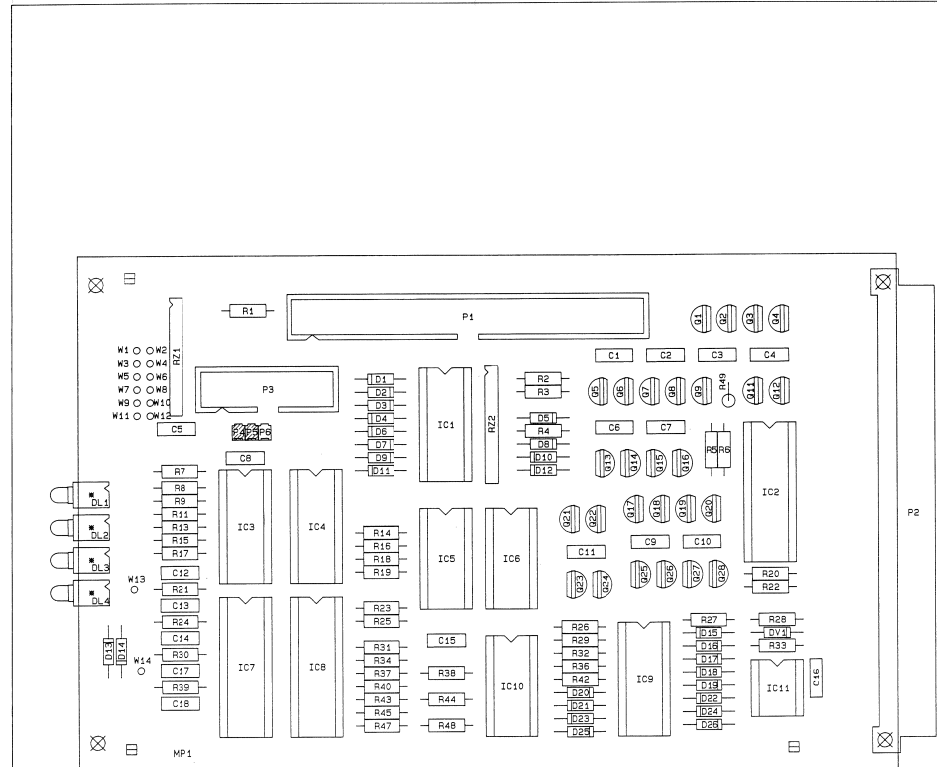 R1
P1
Q1 Q2 Q3 Q4
W1 W2
W3 W4
W5 W6
W7 W8
W9 W10
W11 W12
RZ1
P3
C5
P4 P5 P6
C8
D1
D2
D3
D4
D6
D7
D9
D11
IC1
RZ2
R2
R3
D5
R4
D8
D10
D12
C1 C2 C3 C4
Q5 Q6 Q7 Q8 Q9 R49 Q11 Q12
C6 C7
Q13 Q14 Q15 Q16
R5 R6
IC2
P2
DL1
DL2
DL3
DL4
W13
W14
D13 D14
R7
R8
R9
R11
R13
R15
R17
C12
R21
C13
R24
C14
R30
C17
R39
C18
IC3 IC4
IC7 IC8
R14
R16
R18
R19
R23
R25
R31
R34
R37
R40
R43
R45
R47
IC5 IC6
C15
R38
R44
R48
IC10
Q21 Q22
C11
Q23 Q24
Q17 Q18 Q19 Q20
C9 C10
Q25 Q26 Q27 Q28
R26
R29
R32
R36
R42
D20
D21
D23
D25
IC9
R27
D15
D16
D17
D18
D19
D22
D24
D26
R20
R22
R28
DV1
R33
IC11
C16
MP1